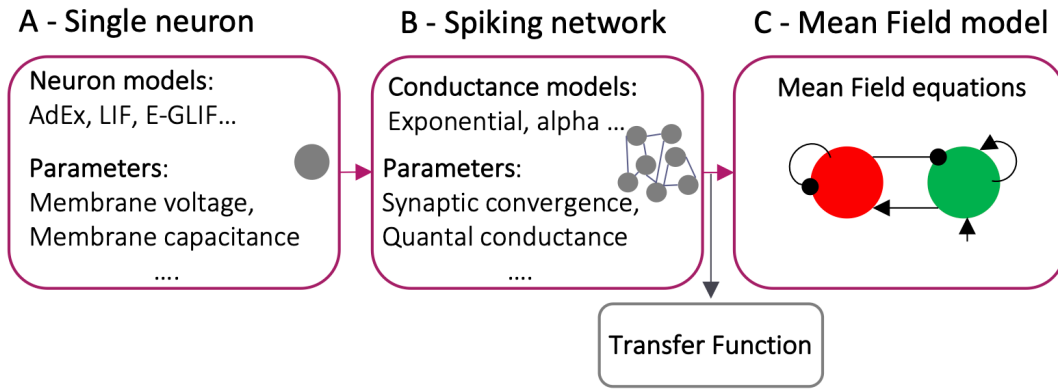 A - Single neuron
Neuron models:
AdEx, LIF, E-GLIF...
Parameters:
Membrane voltage,
Membrane capacitance
....
B - Spiking network
Conductance models:
Exponential, alpha ...
Parameters:
Synaptic convergence,
Quantal conductance
....
C - Mean Field model
Mean Field equations
Transfer Function